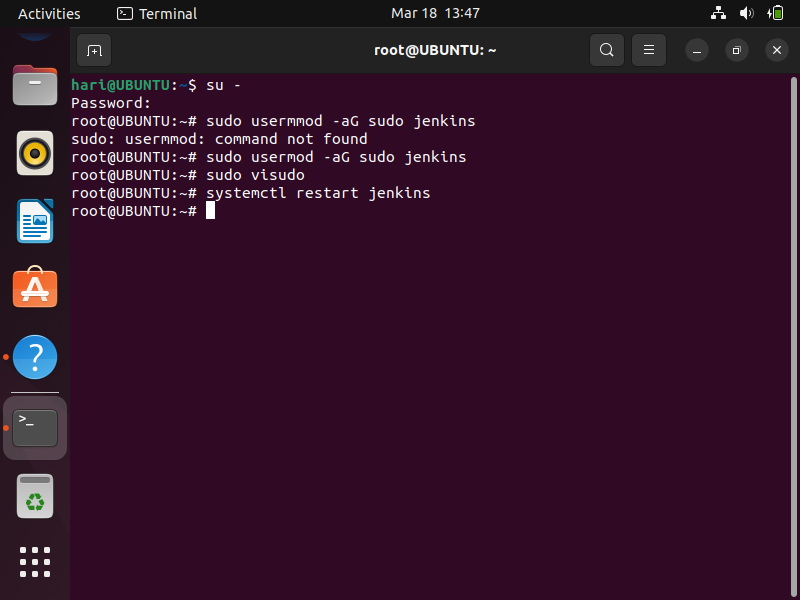 Activities
Terminal
Mar 18 13:47
root@UBUNTU: ~
hari@UBUNTU:~$ su -
Password:
root@UBUNTU:~# sudo usermmod -aG sudo jenkins
sudo: usermmod: command not found
root@UBUNTU:~# sudo usermod -aG sudo jenkins
root@UBUNTU:~# sudo visudo
root@UBUNTU:~# systemctl restart jenkins
root@UBUNTU:~#